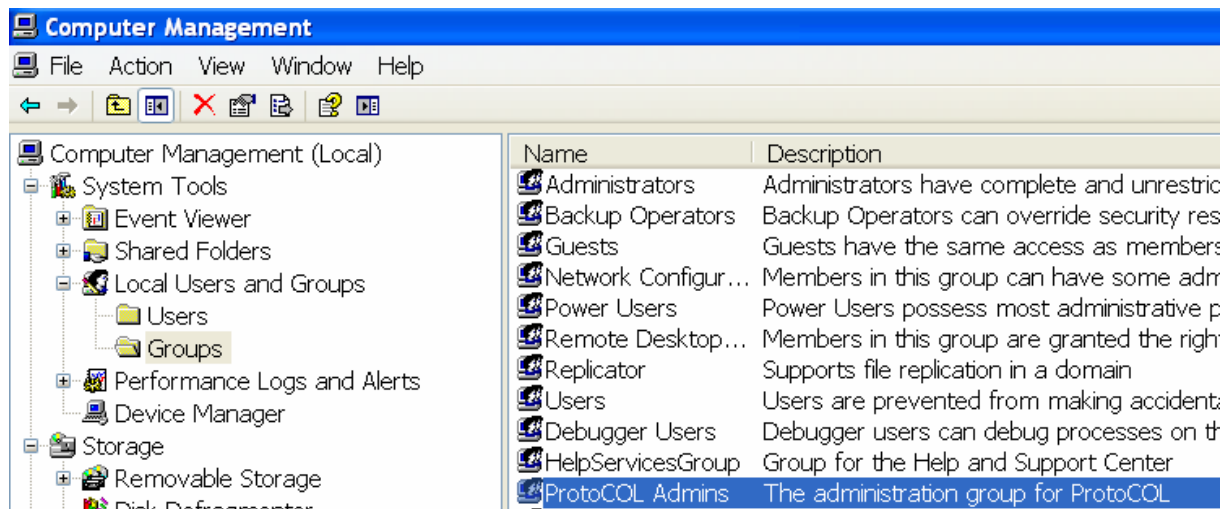 Computer Management
File Action View Window Help
Computer Management (Local)
System Tools
Event Viewer
Shared Folders
Local Users and Groups
Users
Groups
Performance Logs and Alerts
Device Manager
Storage
Removable Storage
Disk Defragmenter
Name Description
Administrators Administrators have complete and unrestric
Backup Operators Backup Operators can override security res
Guests Guests have the same access as members
Network Configur... Members in this group can have some adm
Power Users Power Users possess most administrative p
Remote Desktop... Members in this group are granted the righ
Replicator Supports file replication in a domain
Users Users are prevented from making accidenta
Debugger Users Debugger users can debug processes on th
HelpServicesGroup Group for the Help and Support Center
ProtoCOL Admins The administration group for ProtoCOL